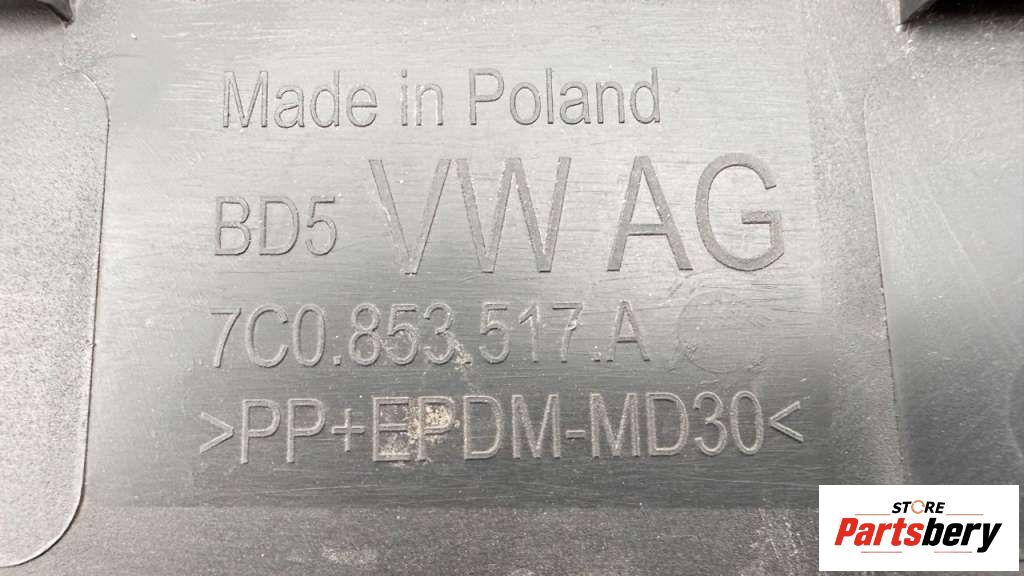 Made in Poland
BD5 VW AG
7C0.853.517.A
>PP+EPDM-MD30<
STORE
Partsbery